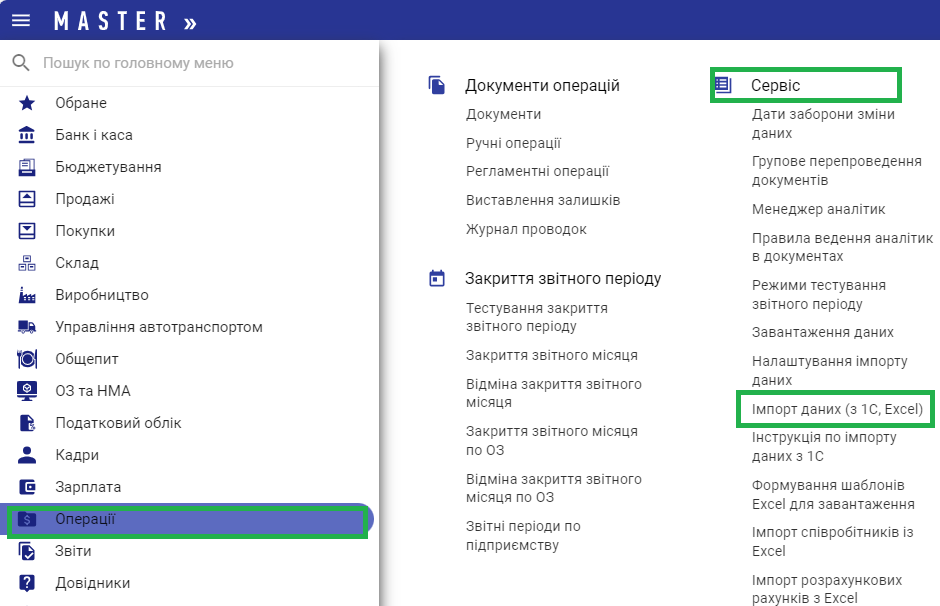 MASTER »
Пошук по головному меню
Обране
Банк і каса
Бюджетування
Продажі
Покупки
Склад
Виробництво
Управління автотранспортом
Общепит
ОЗ та НМА
Податковий облік
Кадри
Зарплата
Операції
Звіти
Довідники
Документи операцій
Документи
Ручні операції
Регламентні операції
Виставлення залишків
Журнал проводок
Закриття звітного періоду
Тестування закриття
звітного періоду
Закриття звітного місяця
Відміна закриття звітного
місяця
Закриття звітного місяця
по ОЗ
Відміна закриття звітного
місяця по ОЗ
Звітні періоди по
підприємству
Сервіс
Дати заборони зміни
даних
Групове перепроведення
документів
Менеджер аналітик
Правила ведення аналітик
в документах
Режими тестування
звітного періоду
Завантаження даних
Налаштування імпорту
даних
Імпорт даних (з 1С, Excel)
Інструкція по імпорту
даних з 1С
Формування шаблонів
Excel для завантаження
Імпорт співробітників із
Excel
Імпорт розрахункових
рахунків з Excel